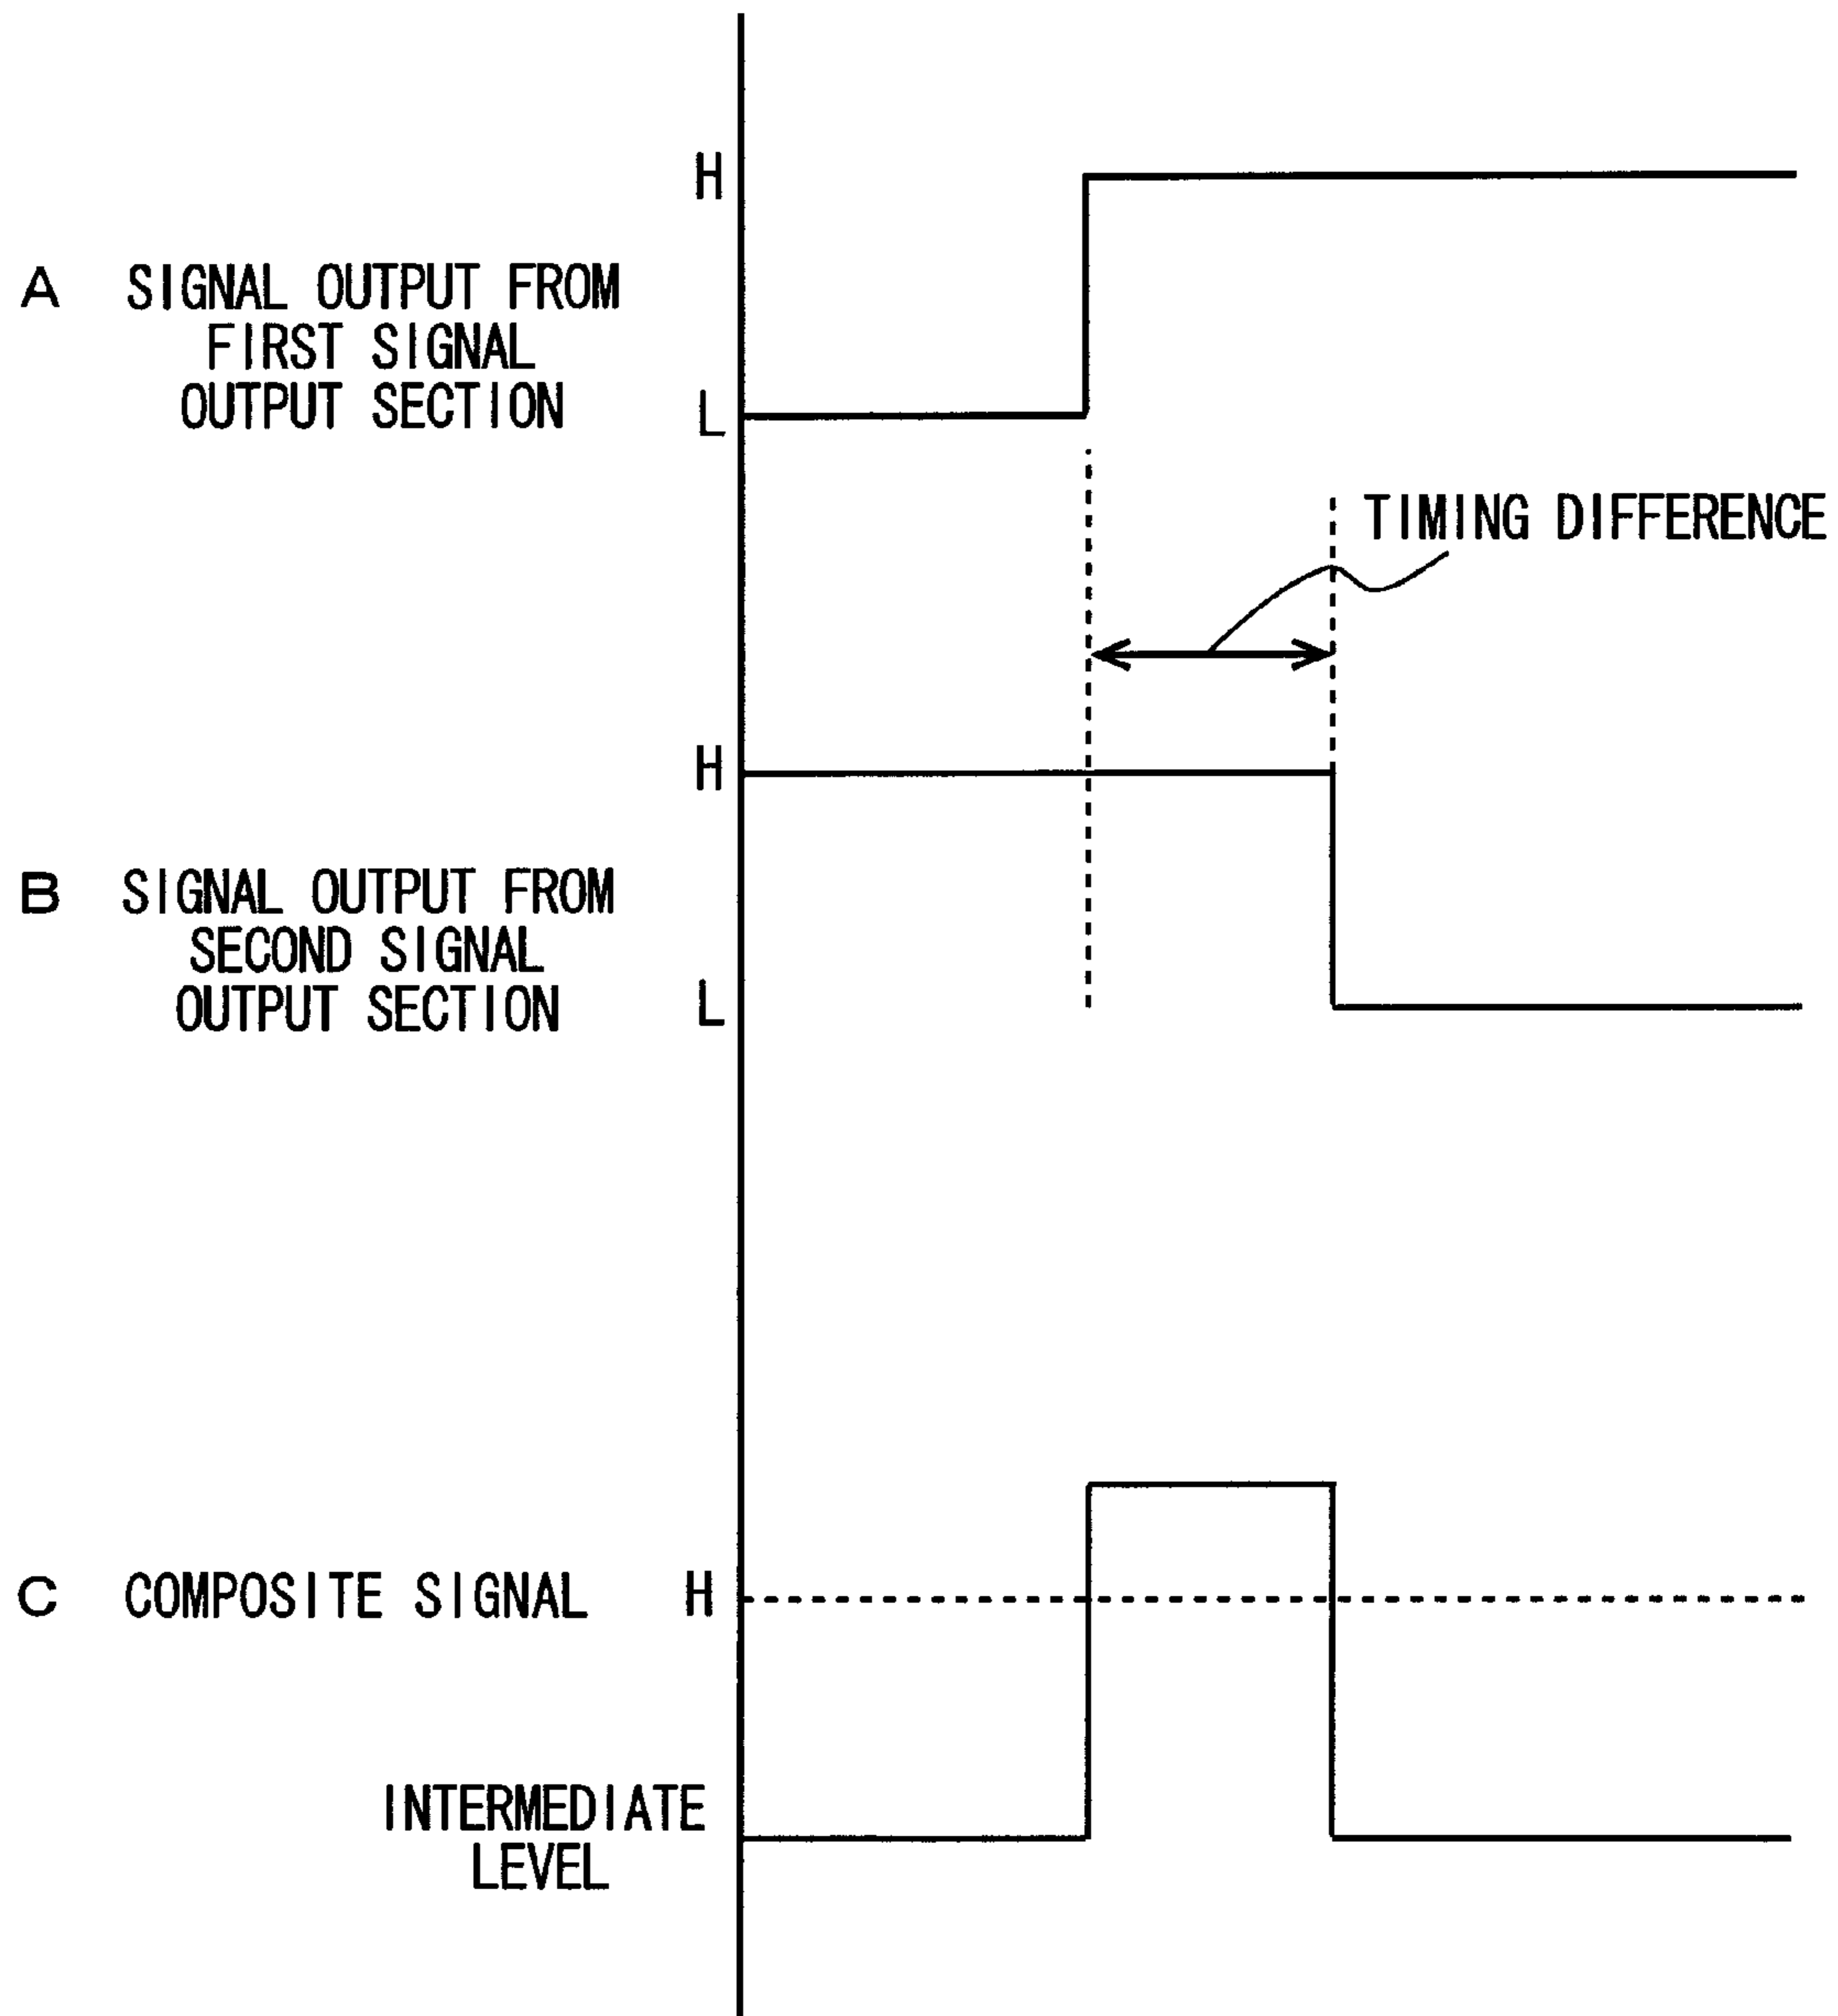 H
A SIGNAL OUTPUT FROM
FIRST SIGNAL
OUTPUT SECTION
L
TIMING DIFFERENCE
H
B SIGNAL OUTPUT FROM
SECOND SIGNAL
OUTPUT SECTION
L
C COMPOSITE SIGNAL H
INTERMEDIATE
LEVEL